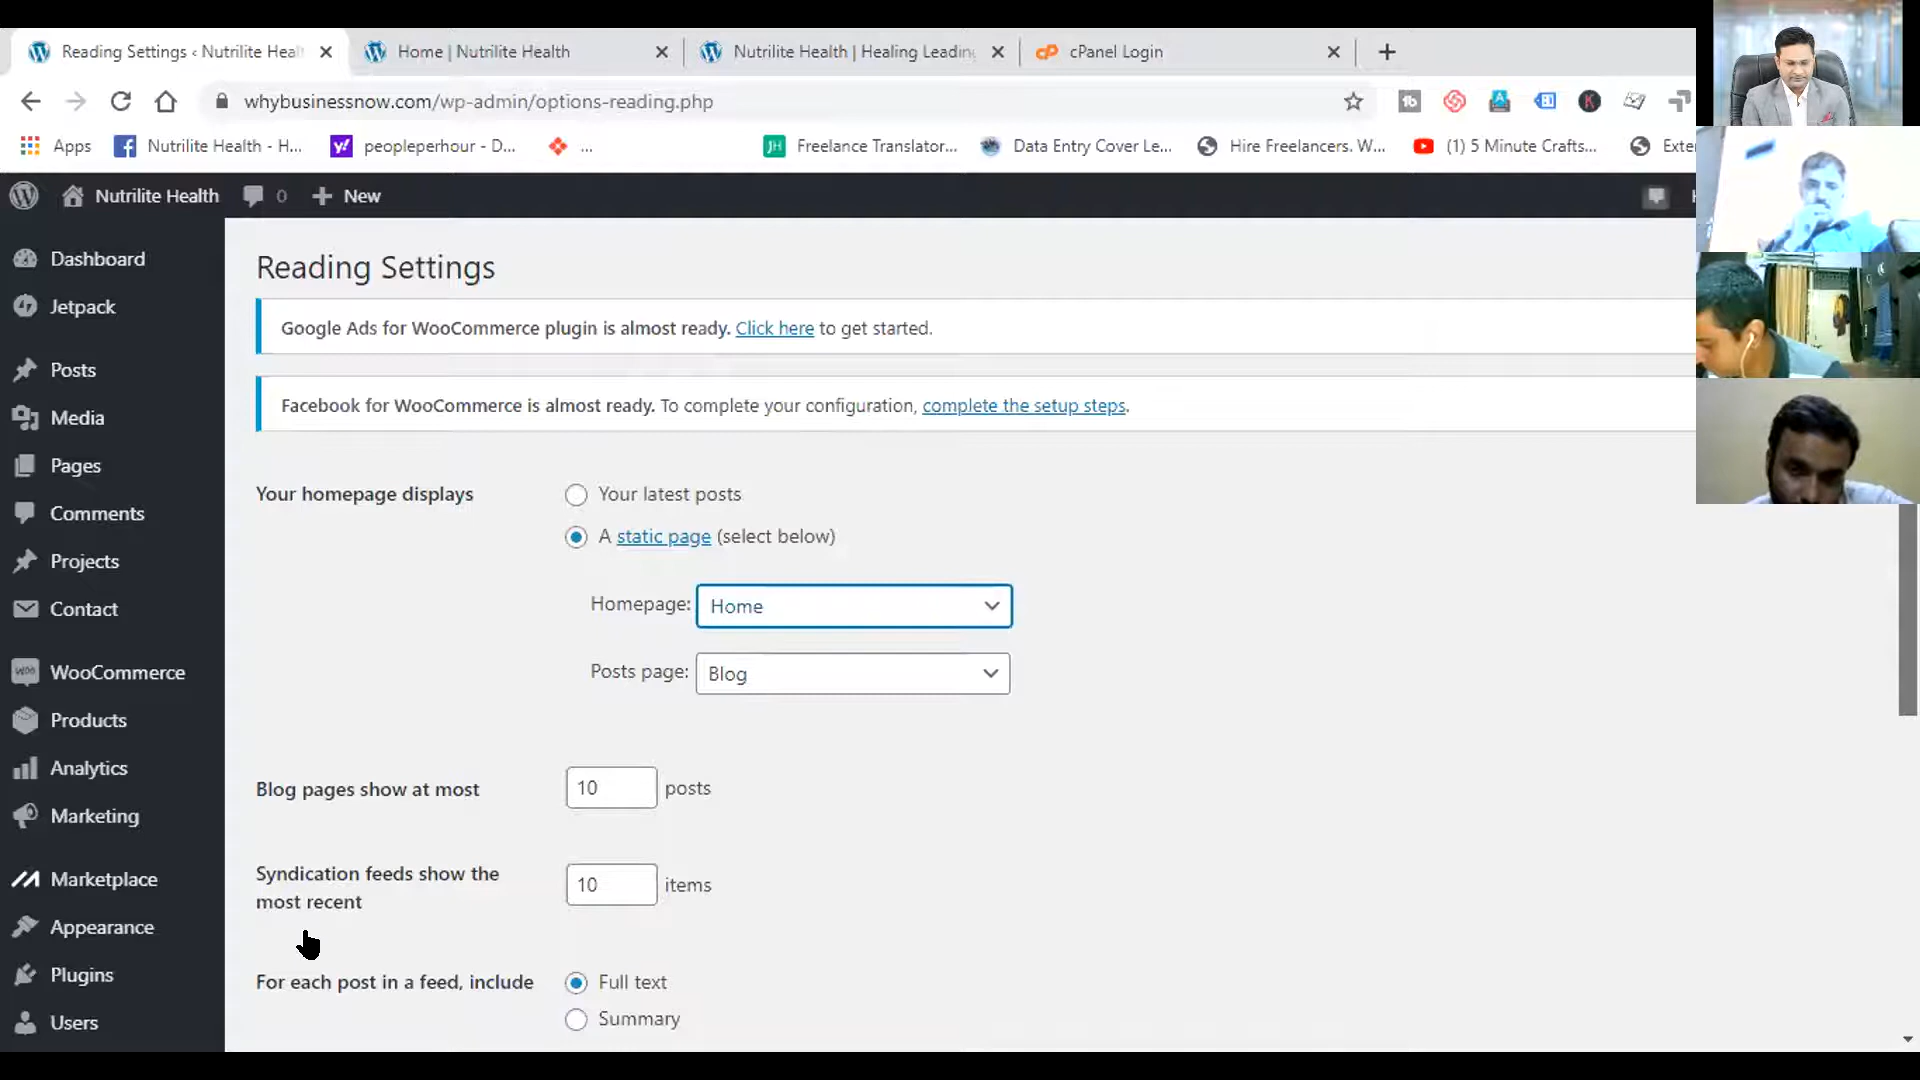 Reading Settings ‹ Nutrilite Heal
Home | Nutrilite Health
Nutrilite Health | Healing Leading
cPanel Login
whybusinessnow.com/wp-admin/options-reading.php
Apps
Nutrilite Health - H...
peopleperhour - D...
...
Freelance Translator...
Data Entry Cover Le...
Hire Freelancers. W...
(1) 5 Minute Crafts...
Exte
Nutrilite Health
0
New
Dashboard
Jetpack
Posts
Media
Pages
Comments
Projects
Contact
WooCommerce
Products
Analytics
Marketing
Marketplace
Appearance
Plugins
Users
Reading Settings
Google Ads for WooCommerce plugin is almost ready. Click here to get started.
Facebook for WooCommerce is almost ready. To complete your configuration, complete the setup steps.
Your homepage displays
Your latest posts
A static page (select below)
Homepage: Home
Posts page: Blog
Blog pages show at most
10 posts
Syndication feeds show the
most recent
10 items
For each post in a feed, include
Full text
Summary